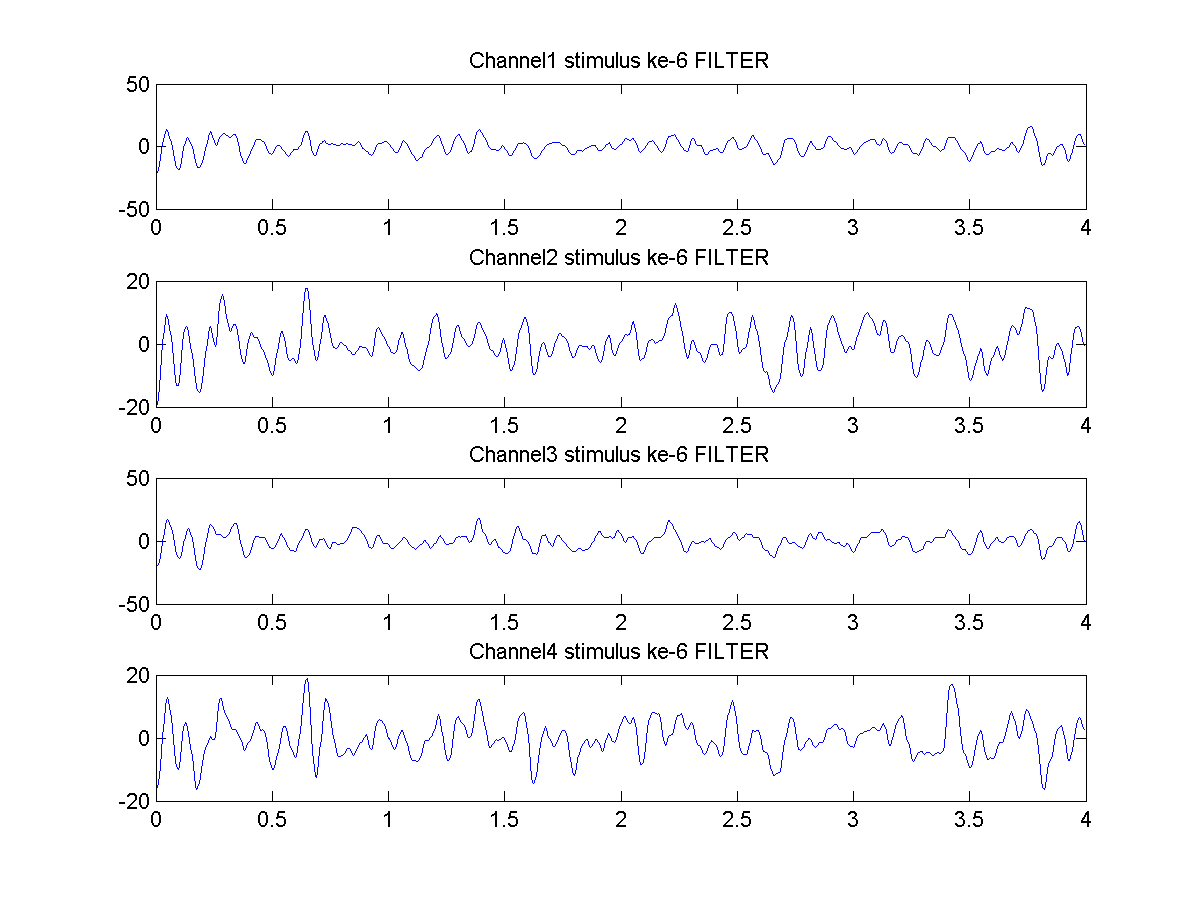 Channel1 stimulus ke-6 FILTER
50
0
-50
0 0.5 1 1.5 2 2.5 3 3.5 4
Channel2 stimulus ke-6 FILTER
20
0
-20
0 0.5 1 1.5 2 2.5 3 3.5 4
Channel3 stimulus ke-6 FILTER
50
0
-50
0 0.5 1 1.5 2 2.5 3 3.5 4
Channel4 stimulus ke-6 FILTER
20
0
-20
0 0.5 1 1.5 2 2.5 3 3.5 4